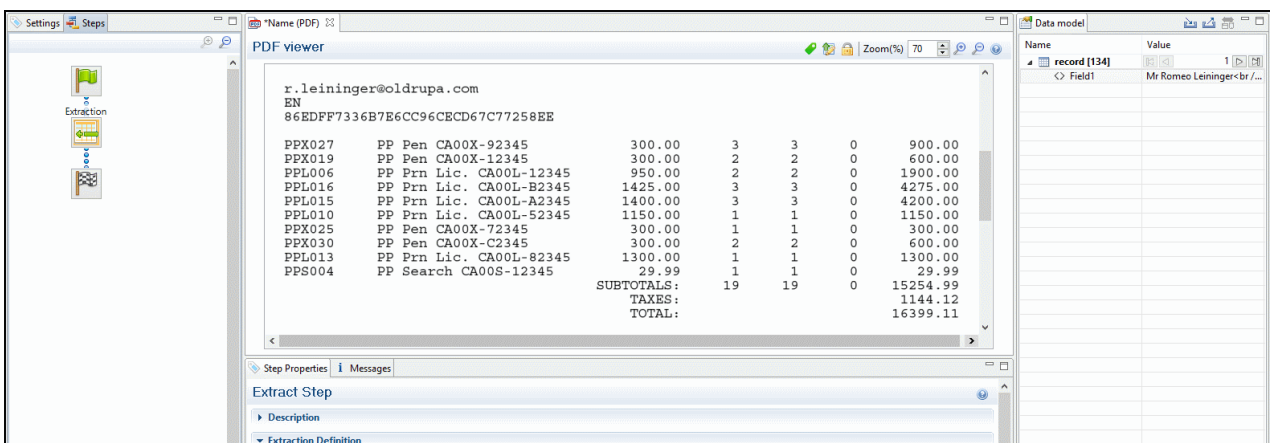 Settings Steps
Extraction
*Name (PDF)
PDF viewer
Zoom(%) 70
r.leininger@oldrupa.com
EN
86EDFF7336B7E6CC96CECD67C77258EE
PPX027 PP Pen CA00X-92345 300.00 3 3 0 900.00
PPX019 PP Pen CA00X-12345 300.00 2 2 0 600.00
PPL006 PP Prn Lic. CA00L-12345 950.00 2 2 0 1900.00
PPL016 PP Prn Lic. CA00L-B2345 1425.00 3 3 0 4275.00
PPL015 PP Prn Lic. CA00L-A2345 1400.00 3 3 0 4200.00
PPL010 PP Prn Lic. CA00L-52345 1150.00 1 1 0 1150.00
PPX025 PP Pen CA00X-72345 300.00 1 1 0 300.00
PPX030 PP Pen CA00X-C2345 300.00 2 2 0 600.00
PPL013 PP Prn Lic. CA00L-82345 1300.00 1 1 0 1300.00
PPS004 PP Search CA00S-12345 29.99 1 1 0 29.99
SUBTOTALS: 19 19 0 15254.99
TAXES: 1144.12
TOTAL: 16399.11
Step Properties Messages
Extract Step
Description
Extraction Definition
Data model
Name Value
record [134] 1
Field1 Mr Romeo Leininger<br /...